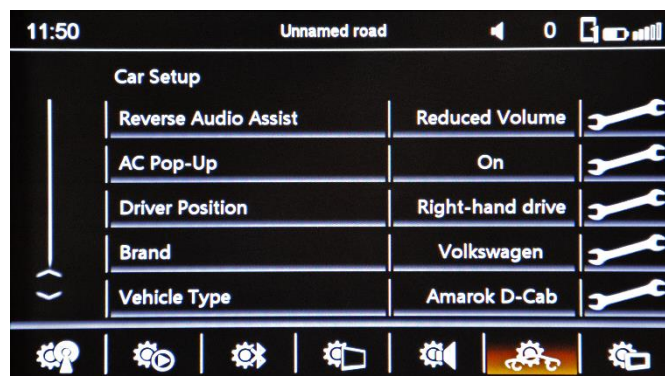 11:50 Unnamed road 0
Car Setup
Reverse Audio Assist Reduced Volume
AC Pop-Up On
Driver Position Right-hand drive
Brand Volkswagen
Vehicle Type Amarok D-Cab